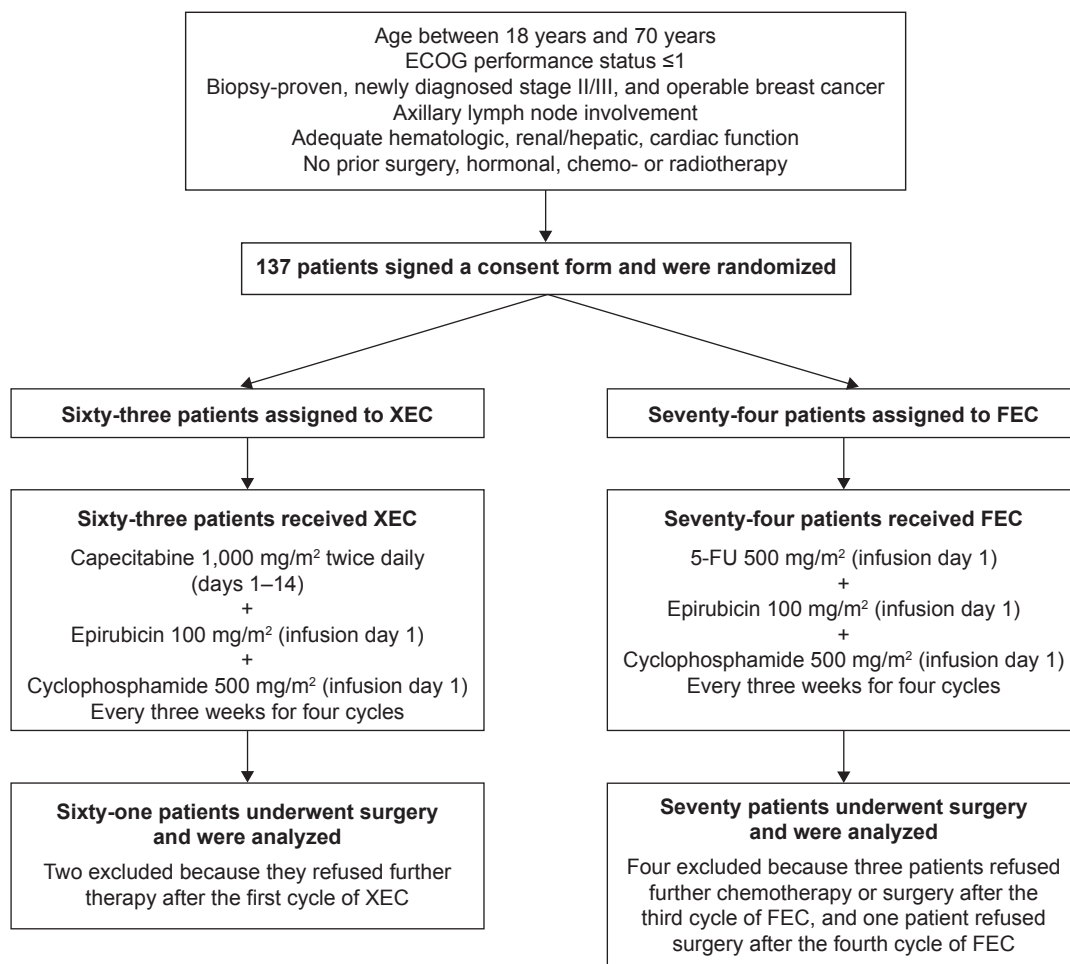 Age between 18 years and 70 years
ECOG performance status ≤1
Biopsy-proven, newly diagnosed stage II/III, and operable breast cancer
Axillary lymph node involvement
Adequate hematologic, renal/hepatic, cardiac function
No prior surgery, hormonal, chemo- or radiotherapy
137 patients signed a consent form and were randomized
Sixty-three patients assigned to XEC
Sixty-three patients received XEC
Capecitabine 1,000 mg/m² twice daily
(days 1–14)
+
Epirubicin 100 mg/m² (infusion day 1)
+
Cyclophosphamide 500 mg/m² (infusion day 1)
Every three weeks for four cycles
Sixty-one patients underwent surgery
and were analyzed
Two excluded because they refused further
therapy after the first cycle of XEC
Seventy-four patients assigned to FEC
Seventy-four patients received FEC
5-FU 500 mg/m² (infusion day 1)
+
Epirubicin 100 mg/m² (infusion day 1)
+
Cyclophosphamide 500 mg/m² (infusion day 1)
Every three weeks for four cycles
Seventy patients underwent surgery
and were analyzed
Four excluded because three patients refused
further chemotherapy or surgery after the
third cycle of FEC, and one patient refused
surgery after the fourth cycle of FEC